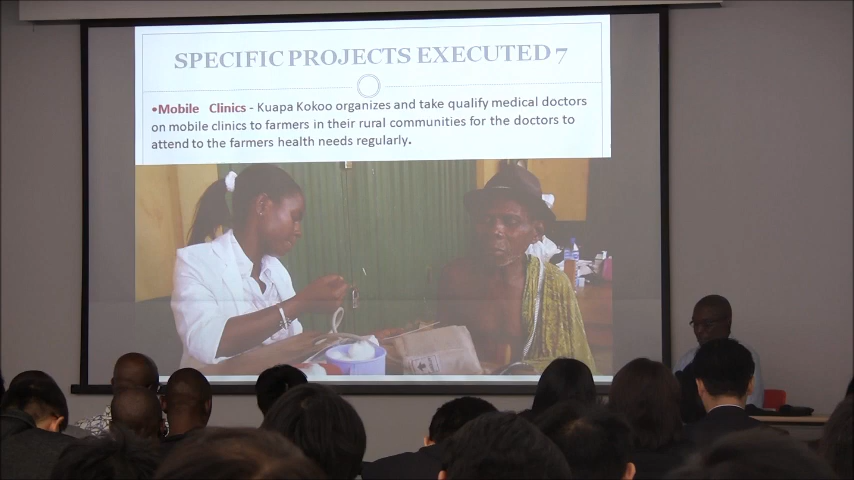 SPECIFIC PROJECTS EXECUTED 7
•Mobile Clinics - Kuapa Kokoo organizes and take qualify medical doctors
on mobile clinics to farmers in their rural communities for the doctors to
attend to the farmers health needs regularly.